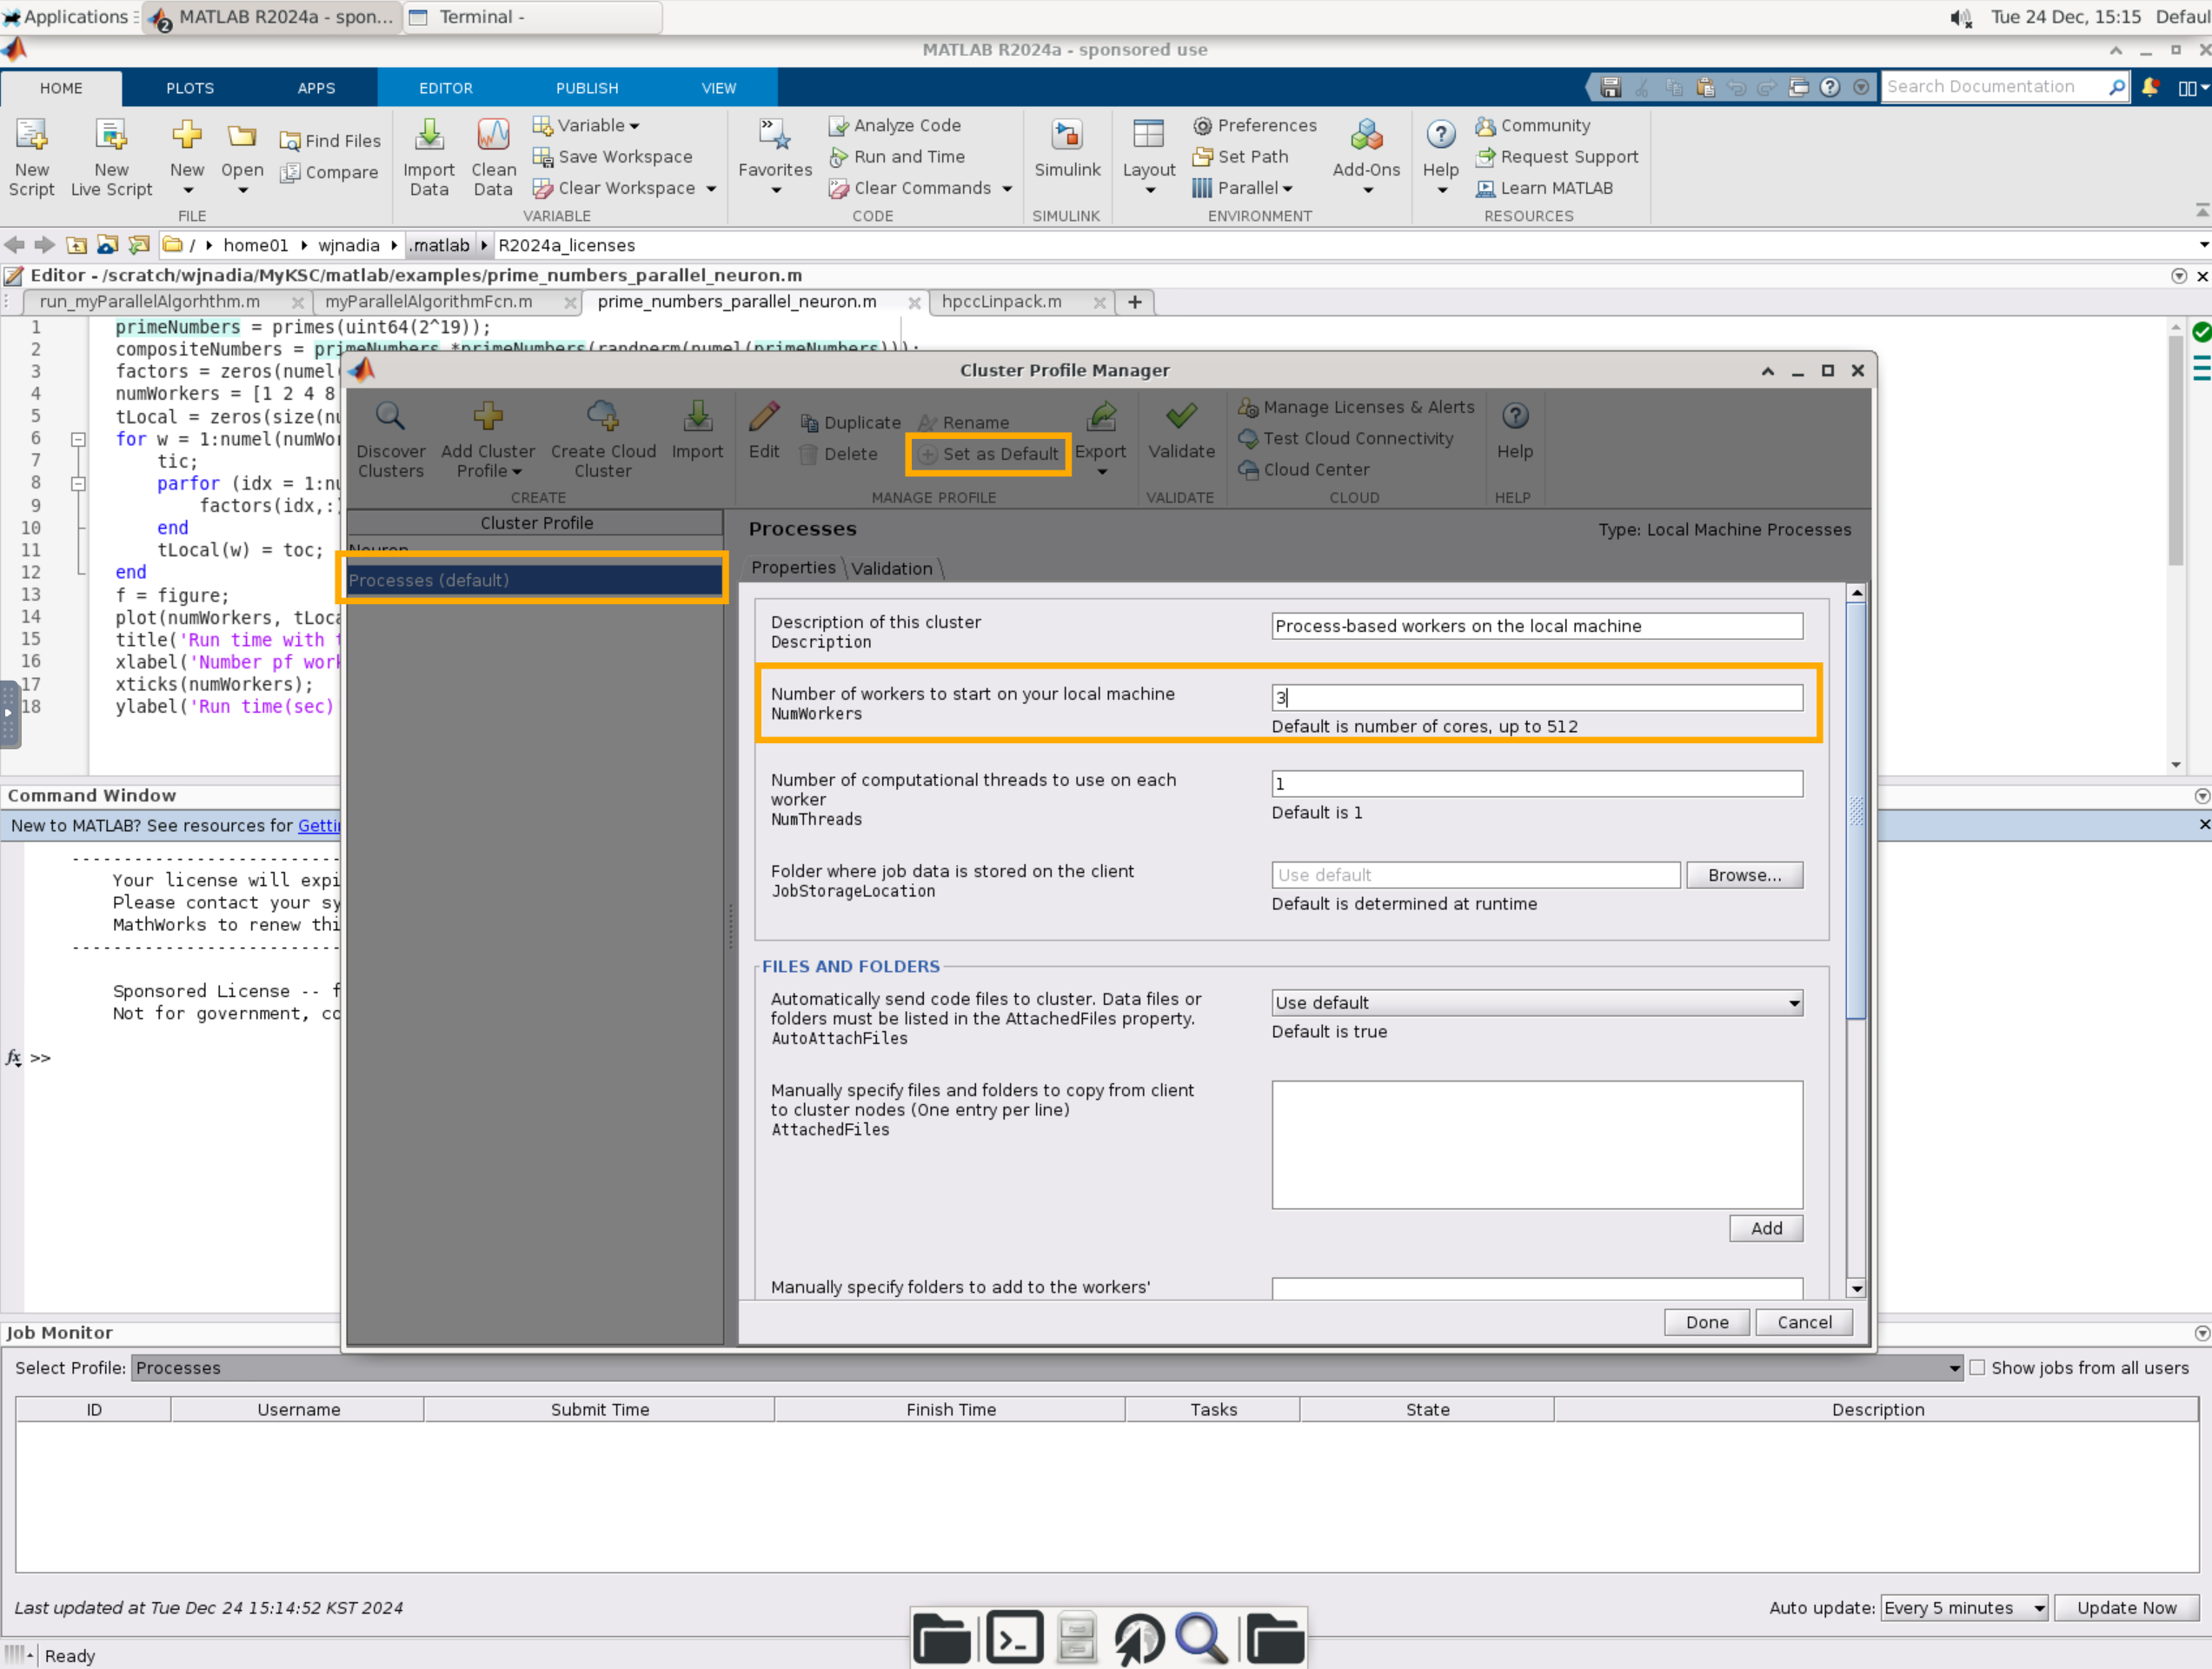 Applications
MATLAB R2024a - spon...
Terminal -
Tue 24 Dec, 15:15 Defaul
MATLAB R2024a - sponsored use
HOME PLOTS APPS EDITOR PUBLISH VIEW
Search Documentation
New Script
New Live Script
New
Open
Find Files
Compare
FILE
Import Data
Clean Data
Variable
Save Workspace
Clear Workspace
VARIABLE
Favorites
Analyze Code
Run and Time
Clear Commands
CODE
Simulink
SIMULINK
Layout
Preferences
Set Path
Parallel
Add-Ons
ENVIRONMENT
Help
Community
Request Support
Learn MATLAB
RESOURCES
/ home01 wjnadia .matlab R2024a_licenses
Editor - /scratch/wjnadia/MyKSC/matlab/examples/prime_numbers_parallel_neuron.m
run_myParallelAlgorhthm.m myParallelAlgorithmFcn.m prime_numbers_parallel_neuron.m hpccLinpack.m +
1 primeNumbers = primes(uint64(2^19));
2 compositeNumbers = primeNumbers.*primeNumbers(randperm(numel(primeNumbers)));
3 factors = zeros(numel(
4 numWorkers = [1 2 4 8
5 tLocal = zeros(size(nu
6 for w = 1:numel(numWor
7 tic;
8 parfor (idx = 1:nu
9 factors(idx,:)
10 end
11 tLocal(w) = toc;
12 end
13 f = figure;
14 plot(numWorkers, tLoca
15 title('Run time with t
16 xlabel('Number pf work
17 xticks(numWorkers);
18 ylabel('Run time(sec)
Cluster Profile Manager
Discover Clusters
Add Cluster Profile
Create Cloud Cluster
Import
CREATE
Edit
Duplicate
Delete
Rename
Set as Default
Export
MANAGE PROFILE
Validate
VALIDATE
Manage Licenses & Alerts
Test Cloud Connectivity
Cloud Center
CLOUD
Help
HELP
Cluster Profile
Neuron
Processes (default)
Processes
Type: Local Machine Processes
Properties Validation
Description of this cluster
Description
Process-based workers on the local machine
Number of workers to start on your local machine
NumWorkers
3
Default is number of cores, up to 512
Number of computational threads to use on each
worker
NumThreads
1
Default is 1
Folder where job data is stored on the client
JobStorageLocation
Use default
Browse...
Default is determined at runtime
FILES AND FOLDERS
Automatically send code files to cluster. Data files or
folders must be listed in the AttachedFiles property.
AutoAttachFiles
Use default
Default is true
Manually specify files and folders to copy from client
to cluster nodes (One entry per line)
AttachedFiles
Add
Manually specify folders to add to the workers'
Done
Cancel
Command Window
New to MATLAB? See resources for Getti
Your license will expi
Please contact your sy
MathWorks to renew thi
Sponsored License -- f
Not for government, co
fx >>
Job Monitor
Select Profile: Processes
Show jobs from all users
ID Username Submit Time Finish Time Tasks State Description
Last updated at Tue Dec 24 15:14:52 KST 2024
Auto update: Every 5 minutes
Update Now
Ready